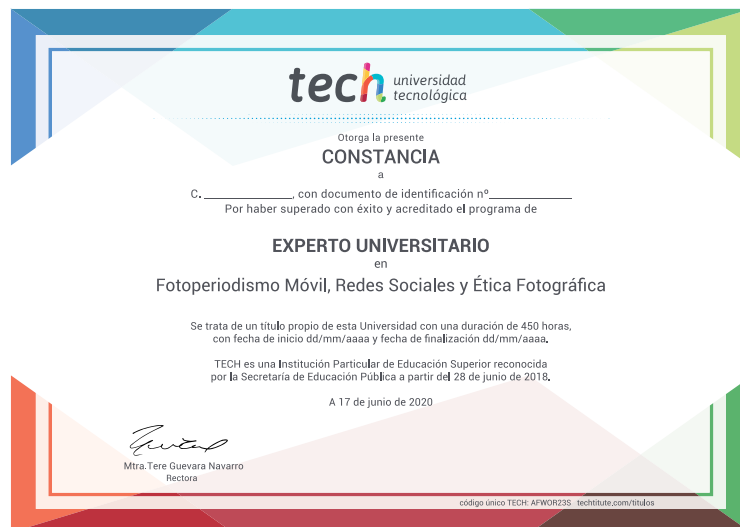 tech universidad
tecnológica
Otorga la presente
CONSTANCIA
a
C. ______________, con documento de identificación nº______________
Por haber superado con éxito y acreditado el programa de
EXPERTO UNIVERSITARIO
en
Fotoperiodismo Móvil, Redes Sociales y Ética Fotográfica
Se trata de un título propio de esta Universidad con una duración de 450 horas,
con fecha de inicio dd/mm/aaaa y fecha de finalización dd/mm/aaaa.
TECH es una Institución Particular de Educación Superior reconocida
por la Secretaría de Educación Pública a partir del 28 de junio de 2018.
A 17 de junio de 2020
Mtra.Tere Guevara Navarro
Rectora
código único TECH: AFWOR23S techtitute.com/titulos